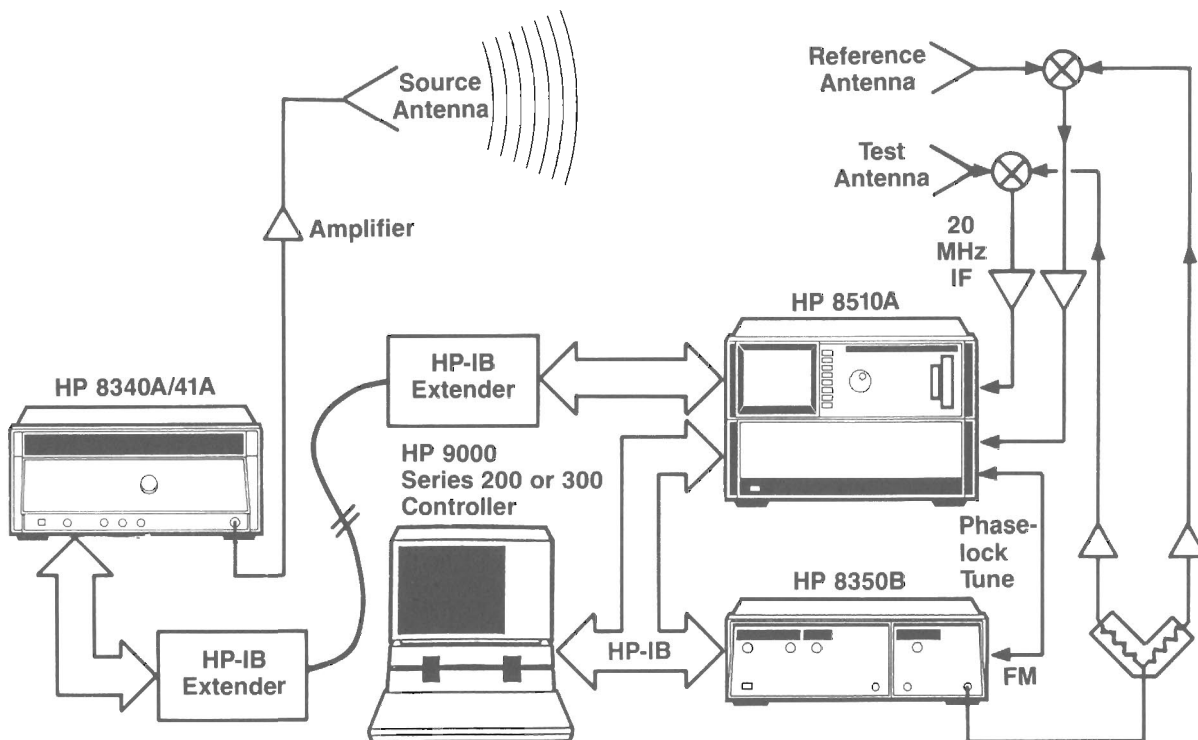 Source
Antenna
Reference
Antenna
Test
Antenna
Amplifier
20
MHz
IF
HP 8510A
HP-IB
Extender
HP 8340A/41A
HP 9000
Series 200 or 300
Controller
Phase-
lock
Tune
HP 8350B
HP-IB
Extender
HP-IB
FM